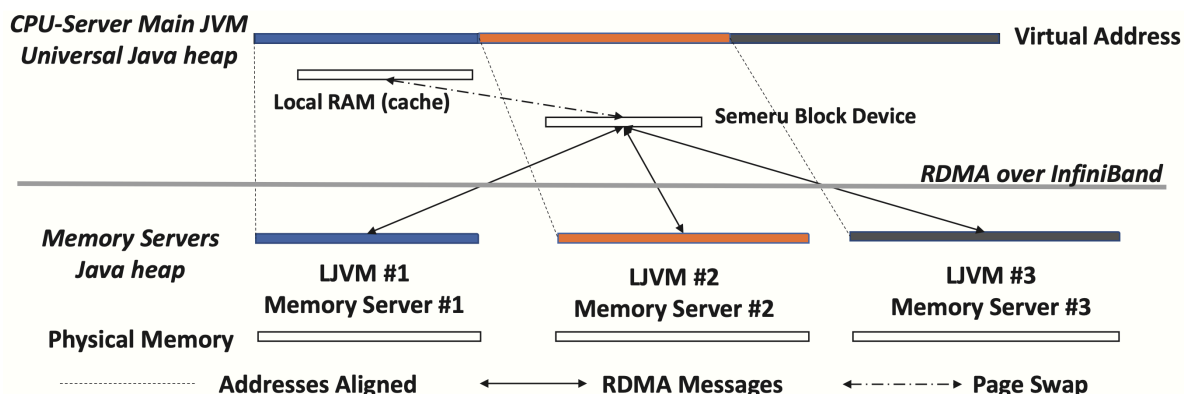 CPU-Server Main JVM
Universal Java heap
Virtual Address
Local RAM (cache)
Semeru Block Device
RDMA over InfiniBand
Memory Servers
Java heap
LJVM #1
Memory Server #1
LJVM #2
Memory Server #2
LJVM #3
Memory Server #3
Physical Memory
Addresses Aligned
RDMA Messages
Page Swap